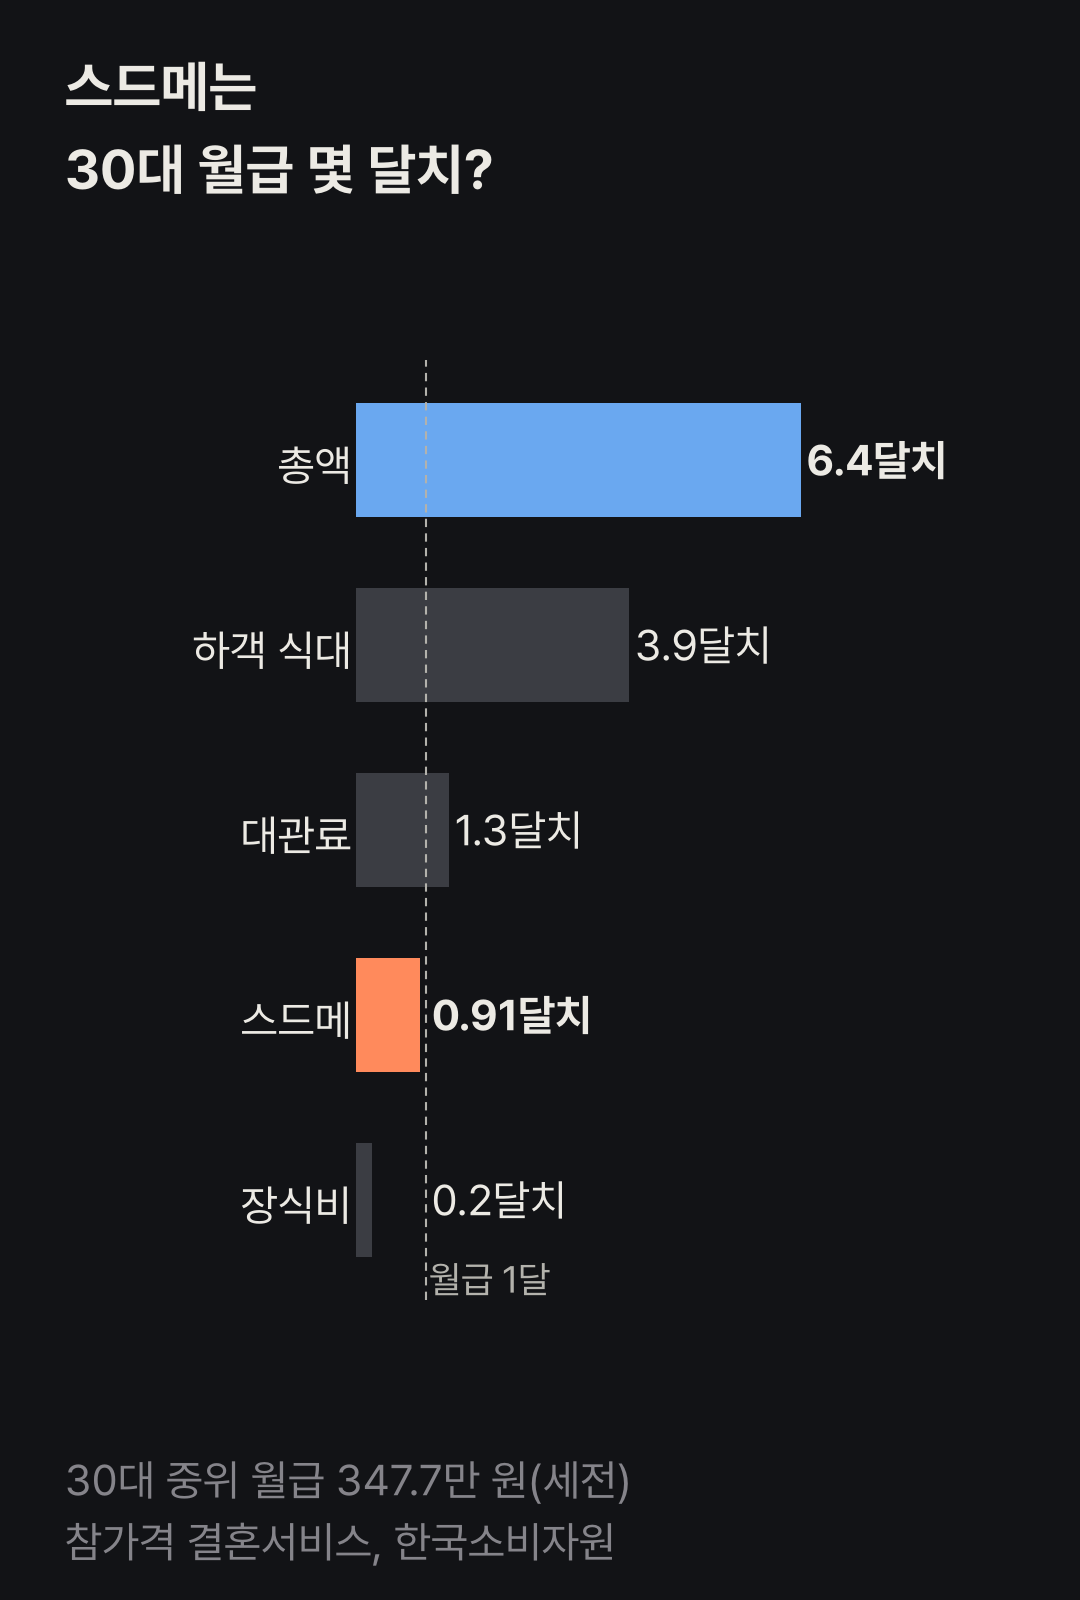 스드메는
30대 월급 몇 달치?
총액 6.4달치
하객 식대 3.9달치
대관료 1.3달치
스드메 0.91달치
장식비 0.2달치
월급 1달
30대 중위 월급 347.7만 원(세전)
참가격 결혼서비스, 한국소비자원